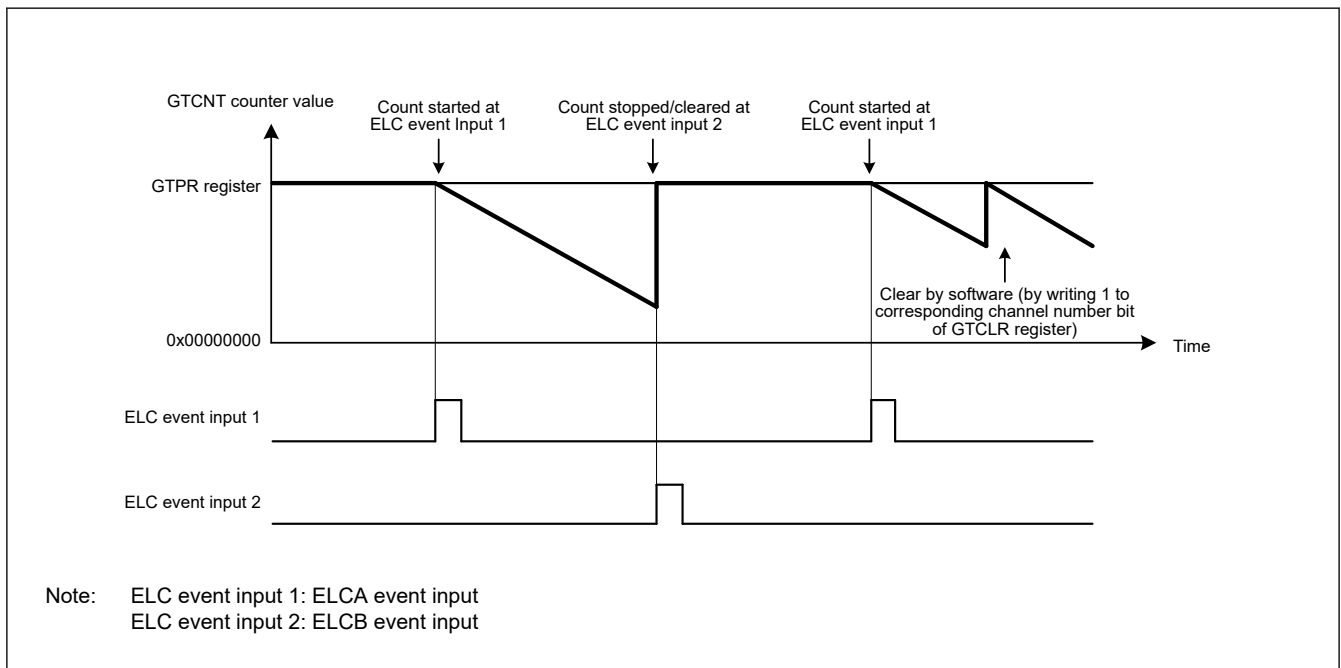 GTCNT counter value
Count started at
ELC event Input 1
Count stopped/cleared at
ELC event input 2
Count started at
ELC event input 1
GTPR register
Clear by software (by writing 1 to
corresponding channel number bit
of GTCLR register)
0x00000000
Time
ELC event input 1
ELC event input 2
Note: ELC event input 1: ELCA event input
ELC event input 2: ELCB event input